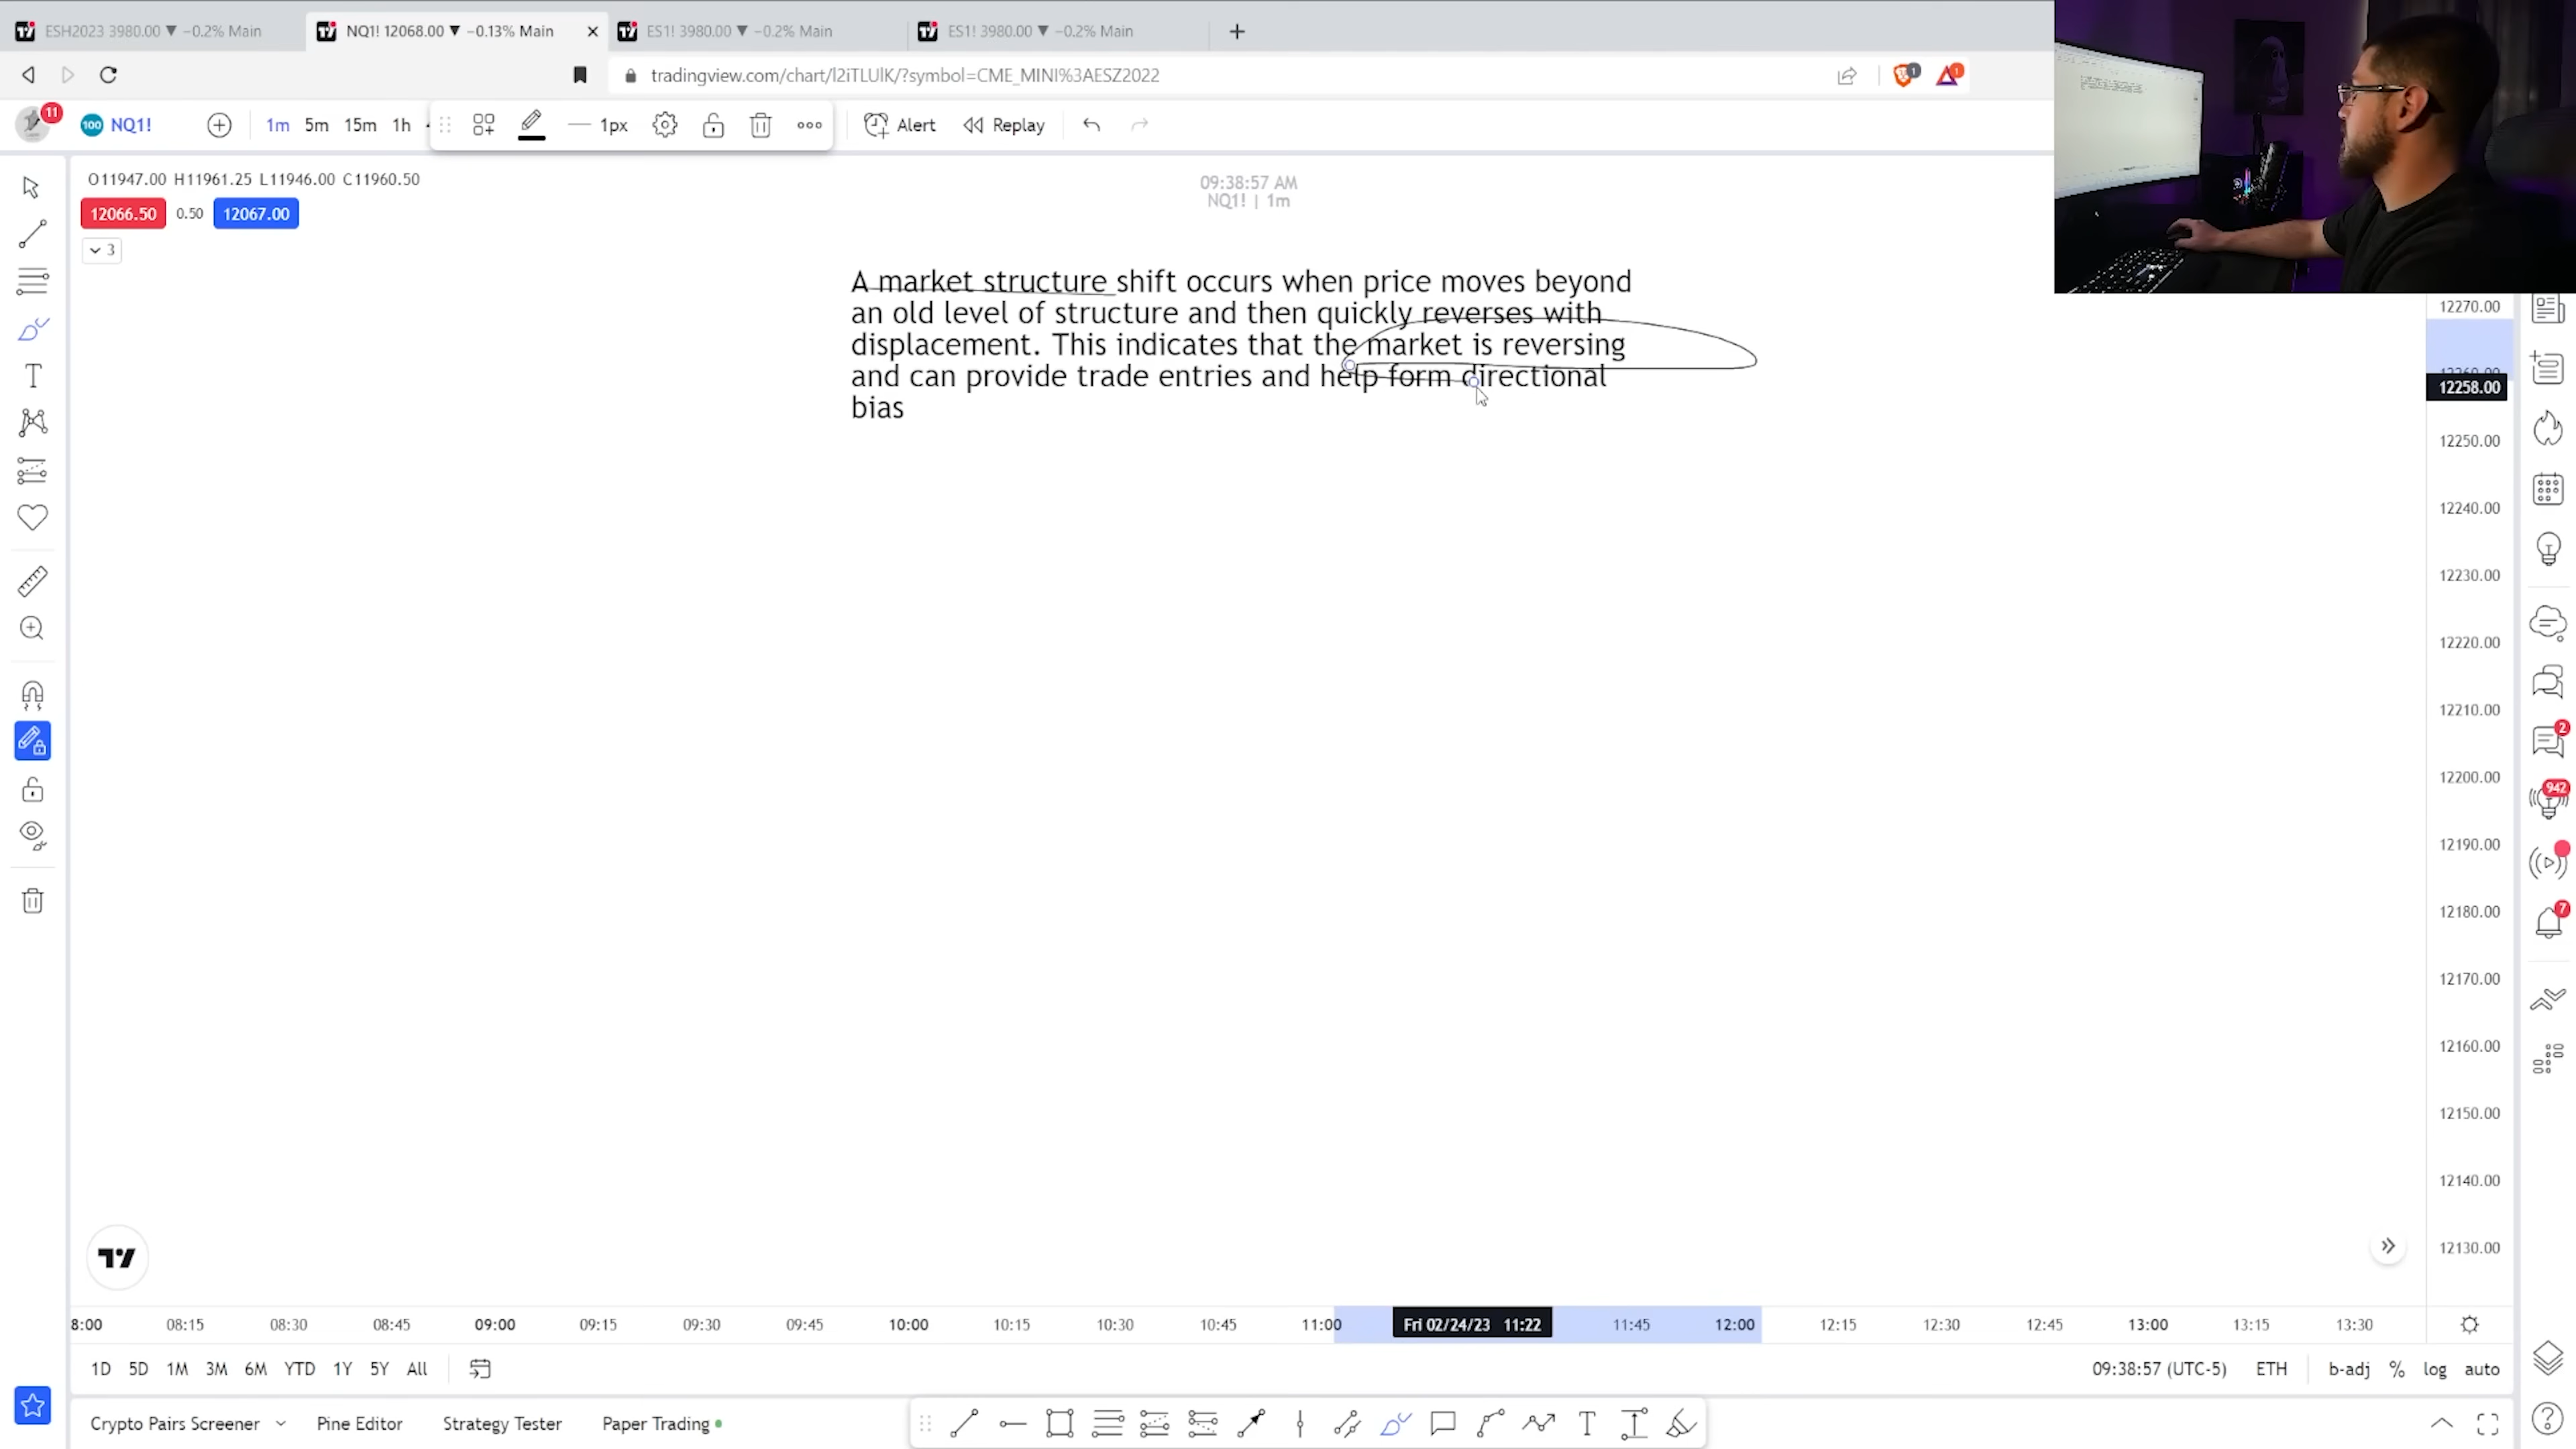 ESH2023 3980.00 ▼ −0.2% Main
NQ1! 12068.00 ▼ −0.13% Main
ES1! 3980.00 ▼ −0.2% Main
ES1! 3980.00 ▼ −0.2% Main
tradingview.com/chart/l2iTLUlK/?symbol=CME_MINI%3AESZ2022
1
1
11
100 NQ1!
1m 5m 15m 1h
1px
Alert
Replay
O11947.00 H11961.25 L11946.00 C11960.50
12066.50 0.50 12067.00
3
09:38:57 AM
NQ1! | 1m
A market structure shift occurs when price moves beyond
an old level of structure and then quickly reverses with
displacement. This indicates that the market is reversing
and can provide trade entries and help form directional
bias
12270.00
12258.00
12250.00
12240.00
12230.00
12220.00
12210.00
12200.00
12190.00
12180.00
12170.00
12160.00
12150.00
12140.00
12130.00
2
942
7
8:00 08:15 08:30 08:45 09:00 09:15 09:30 09:45 10:00 10:15 10:30 10:45 11:00 Fri 02/24/23 11:22 11:45 12:00 12:15 12:30 12:45 13:00 13:15 13:30
1D 5D 1M 3M 6M YTD 1Y 5Y All
09:38:57 (UTC-5) ETH b-adj % log auto
Crypto Pairs Screener Pine Editor Strategy Tester Paper Trading